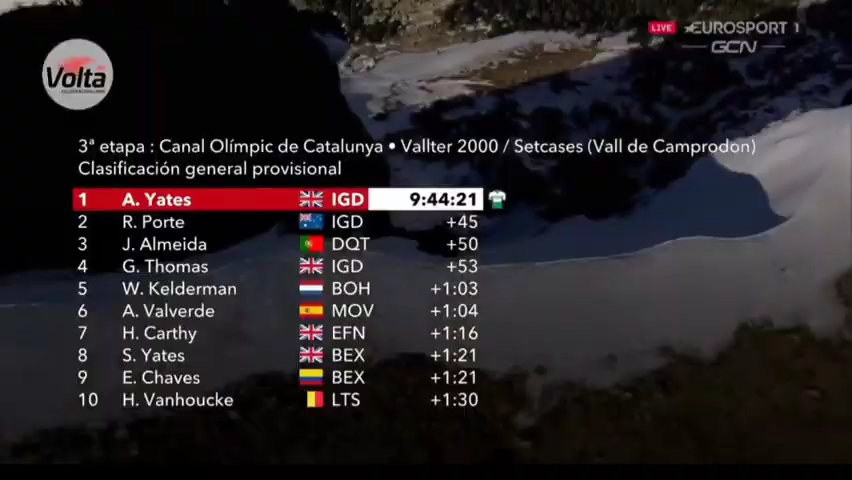 LIVE EUROSPORT 1
GCN
Volta
3ª etapa : Canal Olímpic de Catalunya • Vallter 2000 / Setcases (Vall de Camprodon)
Clasificación general provisional
1 A. Yates IGD 9:44:21
2 R. Porte IGD +45
3 J. Almeida DQT +50
4 G. Thomas IGD +53
5 W. Kelderman BOH +1:03
6 A. Valverde MOV +1:04
7 H. Carthy EFN +1:16
8 S. Yates BEX +1:21
9 E. Chaves BEX +1:21
10 H. Vanhoucke LTS +1:30